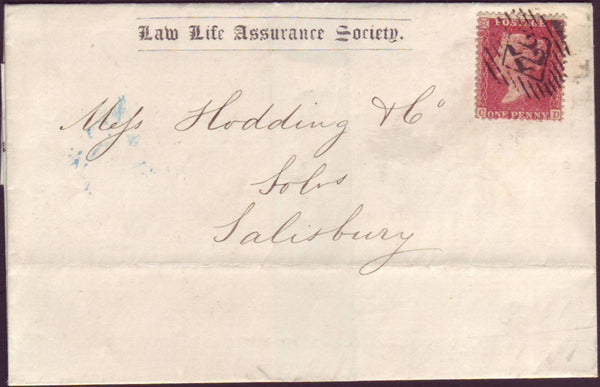 Law Life Assurance Society.
POSTAGE
ONE PENNY
D
Mess Hodding & Co
Solrs
Salisbury